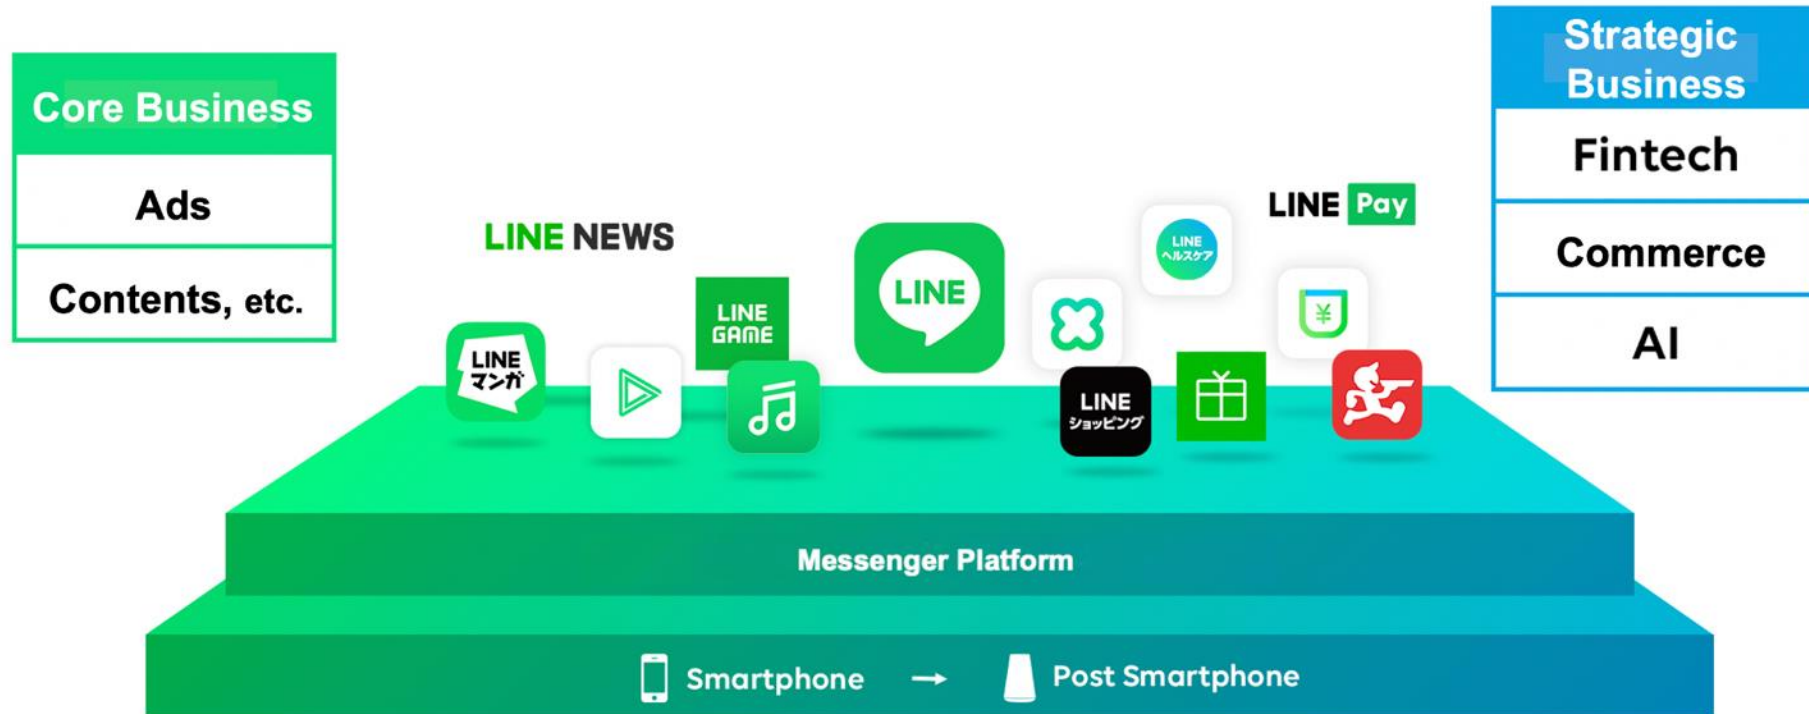 Core Business
Ads
Contents, etc.
LINE NEWS
LINE
マンガ
LINE
GAME
LINE
LINE
ヘルスケア
LINE Pay
¥
LINE
ショッピング
Strategic
Business
Fintech
Commerce
AI
Messenger Platform
Smartphone → Post Smartphone